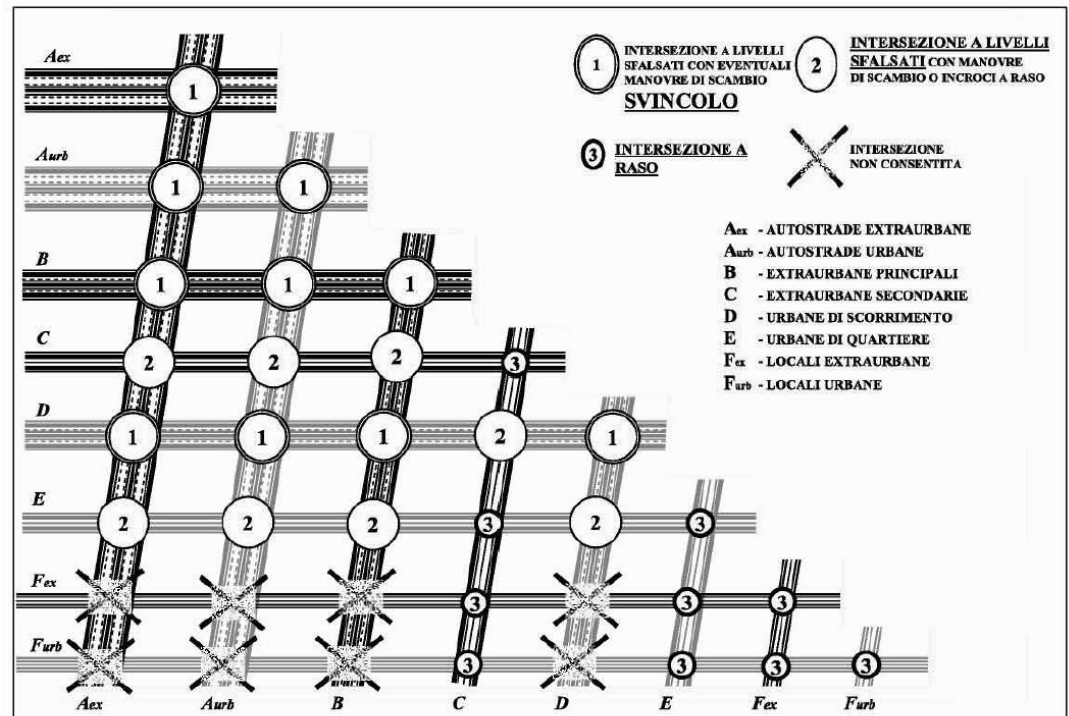 Aex
1
Aurb
1 1
B
1 1 1
C
2 2 2 3
D
1 1 1 2 1
E
2 2 2 3 2 3
Fex
3 3 3
Furb
3 3 3 3
Aex Aurb B C D E Fex Furb
1
INTERSEZIONE A LIVELLI
SFALSATI CON EVENTUALI
MANOVRE DI SCAMBIO
SVINCOLO
2
INTERSEZIONE A LIVELLI
SFALSATI CON MANOVRE
DI SCAMBIO O INCROCI A RASO
3
INTERSEZIONE A
RASO
INTERSEZIONE
NON CONSENTITA
Aex - AUTOSTRADE EXTRAURBANE
Aurb - AUTOSTRADE URBANE
B - EXTRAURBANE PRINCIPALI
C - EXTRAURBANE SECONDARIE
D - URBANE DI SCORRIMENTO
E - URBANE DI QUARTIERE
Fex - LOCALI EXTRAURBANE
Furb - LOCALI URBANE